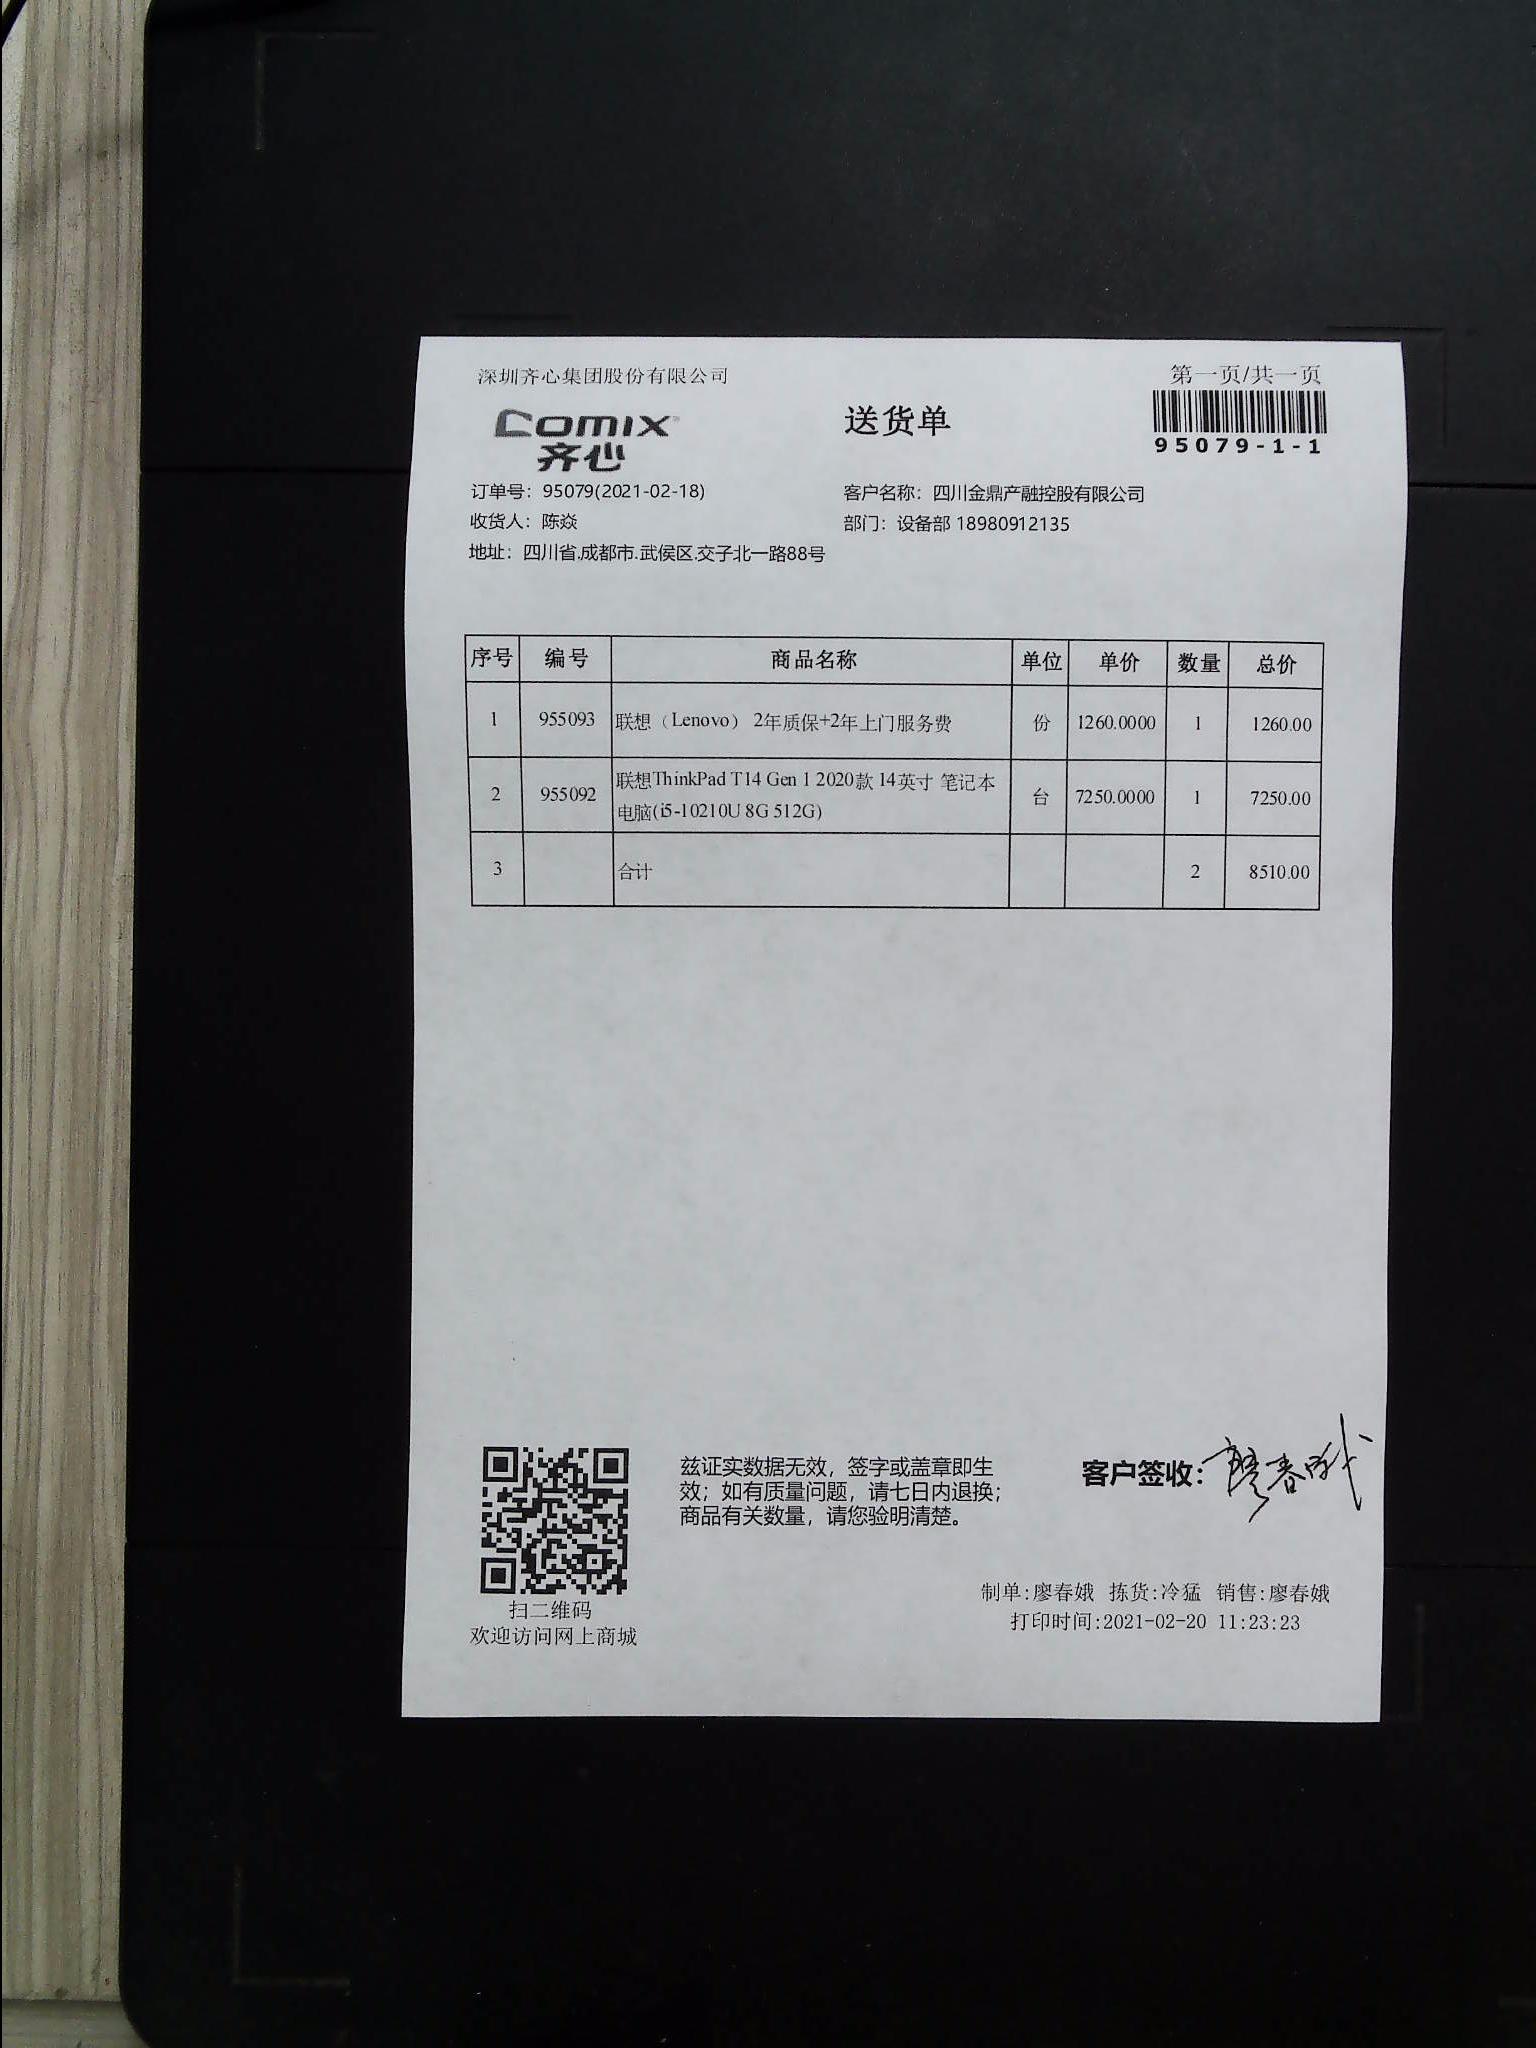 深圳齐心集团股份有限公司
第一页/共一页
comix
齐心
送货单
95079-1-1
订单号：95079(2021-02-18)
客户名称：四川金鼎产融控股有限公司
收货人：陈焱
部门：设备部 18980912135
地址：四川省.成都市.武侯区.交子北一路88号
序号 编号 商品名称 单位 单价 数量 总价
1 955093 联想（Lenovo） 2年质保+2年上门服务费 份 1260.0000 1 1260.00
2 955092 联想ThinkPad T14 Gen 1 2020款 14英寸 笔记本
电脑(i5-10210U 8G 512G) 台 7250.0000 1 7250.00
3 合计 2 8510.00
兹证实数据无效，签字或盖章即生
效；如有质量问题，请七日内退换；
商品有关数量，请您验明清楚。
客户签收：廖春娥
扫二维码
欢迎访问网上商城
制单:廖春娥 拣货:冷猛 销售:廖春娥
打印时间:2021-02-20 11:23:23